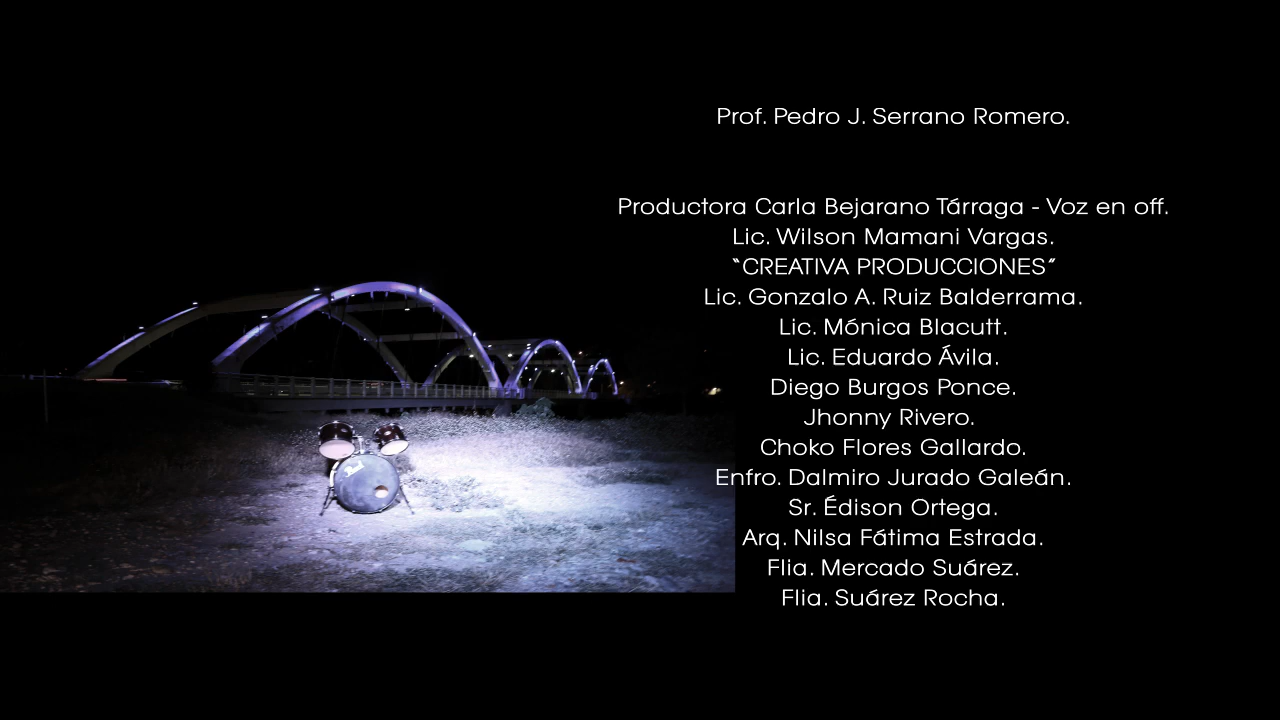 Prof. Pedro J. Serrano Romero.
Productora Carla Bejarano Tárraga - Voz en off.
Lic. Wilson Mamani Vargas.
“CREATIVA PRODUCCIONES”
Lic. Gonzalo A. Ruiz Balderrama.
Lic. Mónica Blacutt.
Lic. Eduardo Ávila.
Diego Burgos Ponce.
Jhonny Rivero.
Choko Flores Gallardo.
Enfro. Dalmiro Jurado Galeán.
Sr. Édison Ortega.
Arq. Nilsa Fátima Estrada.
Flia. Mercado Suárez.
Flia. Suárez Rocha.